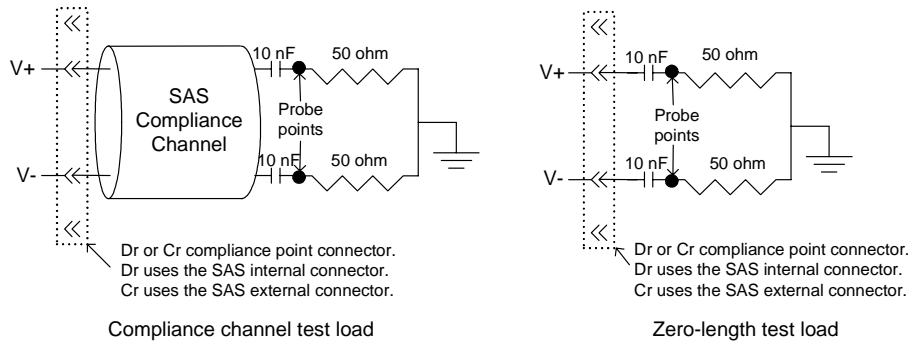 V+
V-
SAS
Compliance
Channel
10 nF
50 ohm
Probe
points
10 nF
50 ohm
Dr or Cr compliance point connector.
Dr uses the SAS internal connector.
Cr uses the SAS external connector.
Compliance channel test load
V+
V-
10 nF
50 ohm
Probe
points
10 nF
50 ohm
Dr or Cr compliance point connector.
Dr uses the SAS internal connector.
Cr uses the SAS external connector.
Zero-length test load